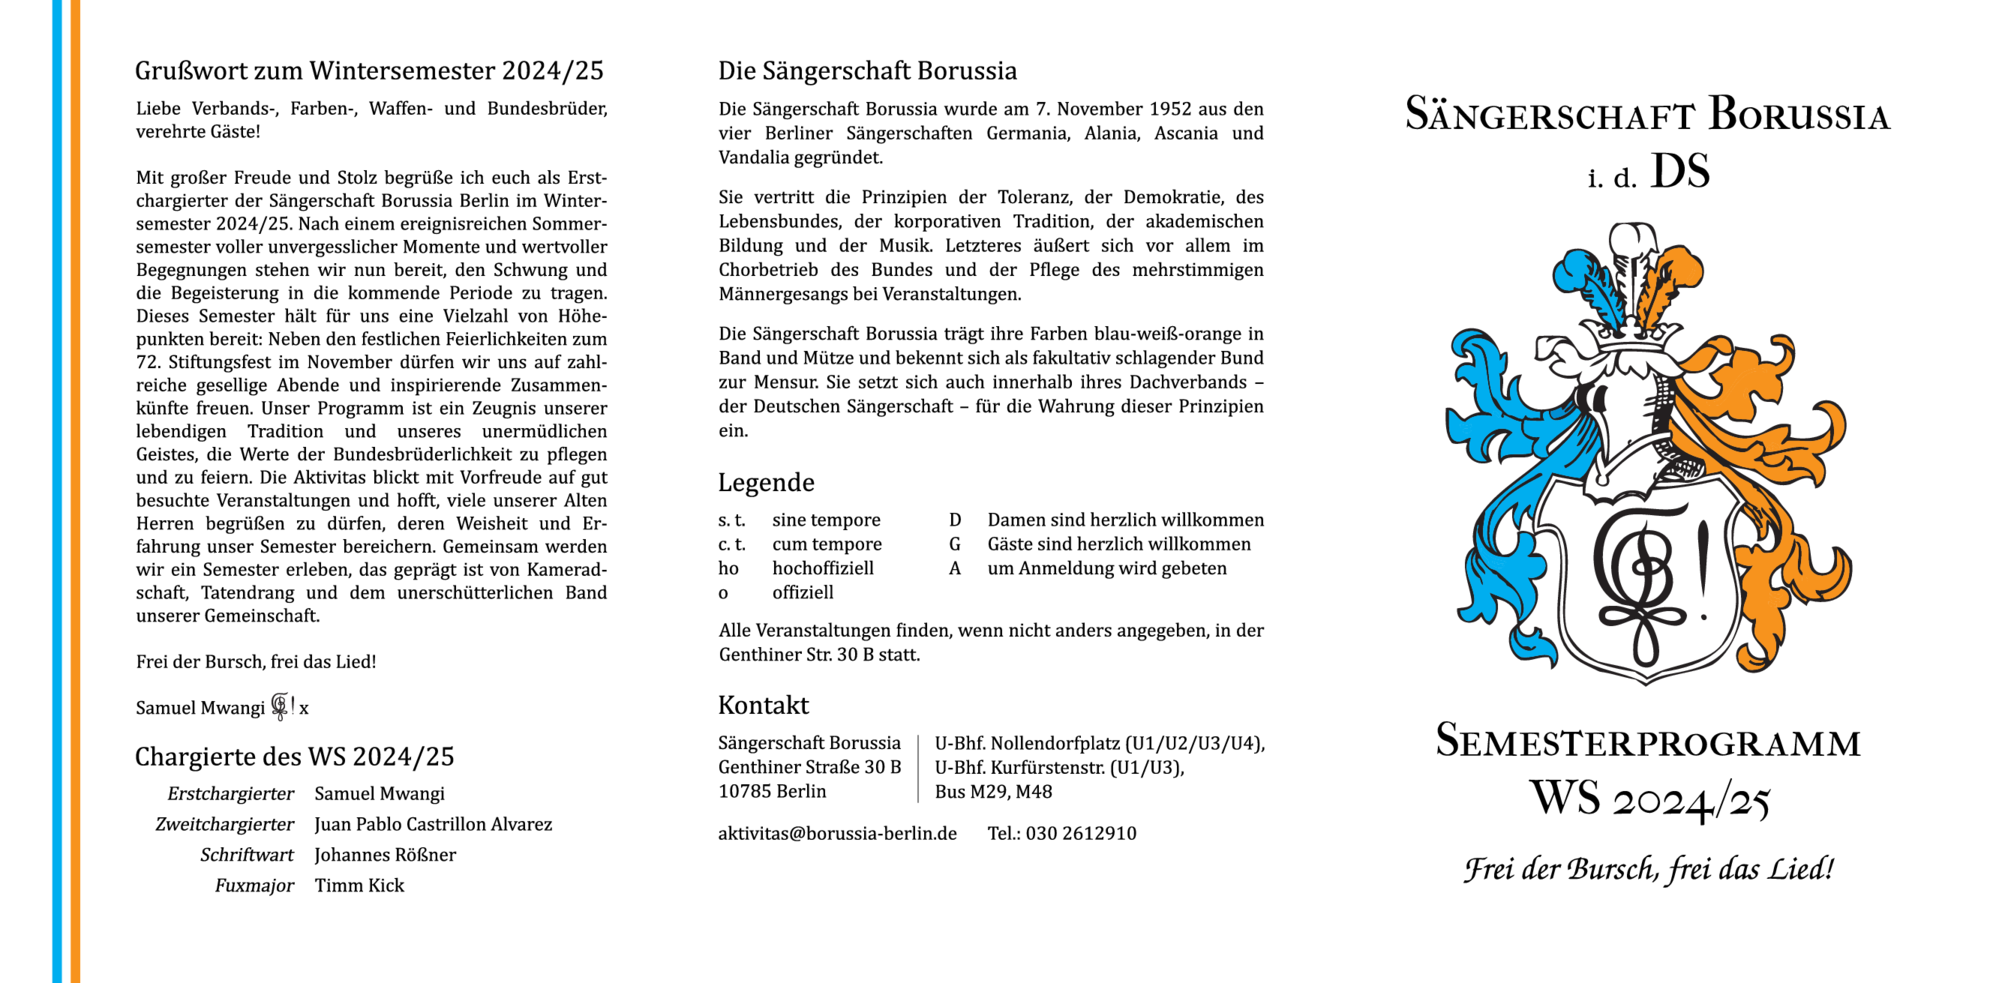 Grußwort zum Wintersemester 2024/25
Liebe Verbands-, Farben-, Waffen- und Bundesbrüder,
verehrte Gäste!
Mit großer Freude und Stolz begrüße ich euch als Erst-
chargierter der Sängerschaft Borussia Berlin im Winter-
semester 2024/25. Nach einem ereignisreichen Sommer-
semester voller unvergesslicher Momente und wertvoller
Begegnungen stehen wir nun bereit, den Schwung und
die Begeisterung in die kommende Periode zu tragen.
Dieses Semester hält für uns eine Vielzahl von Höhe-
punkten bereit: Neben den festlichen Feierlichkeiten zum
72. Stiftungsfest im November dürfen wir uns auf zahl-
reiche gesellige Abende und inspirierende Zusammen-
künfte freuen. Unser Programm ist ein Zeugnis unserer
lebendigen Tradition und unseres unermüdlichen
Geistes, die Werte der Bundesbrüderlichkeit zu pflegen
und zu feiern. Die Aktivitas blickt mit Vorfreude auf gut
besuchte Veranstaltungen und hofft, viele unserer Alten
Herren begrüßen zu dürfen, deren Weisheit und Er-
fahrung unser Semester bereichern. Gemeinsam werden
wir ein Semester erleben, das geprägt ist von Kamerad-
schaft, Tatendrang und dem unerschütterlichen Band
unserer Gemeinschaft.
Frei der Bursch, frei das Lied!
Samuel Mwangi ! x
Chargierte des WS 2024/25
Erstchargierter Samuel Mwangi
Zweitchargierter Juan Pablo Castrillon Alvarez
Schriftwart Johannes Rößner
Fuxmajor Timm Kick
Die Sängerschaft Borussia
Die Sängerschaft Borussia wurde am 7. November 1952 aus den
vier Berliner Sängerschaften Germania, Alania, Ascania und
Vandalia gegründet.
Sie vertritt die Prinzipien der Toleranz, der Demokratie, des
Lebensbundes, der korporativen Tradition, der akademischen
Bildung und der Musik. Letzteres äußert sich vor allem im
Chorbetrieb des Bundes und der Pflege des mehrstimmigen
Männergesangs bei Veranstaltungen.
Die Sängerschaft Borussia trägt ihre Farben blau-weiß-orange in
Band und Mütze und bekennt sich als fakultativ schlagender Bund
zur Mensur. Sie setzt sich auch innerhalb ihres Dachverbands –
der Deutschen Sängerschaft – für die Wahrung dieser Prinzipien
ein.
Legende
s. t. sine tempore D Damen sind herzlich willkommen
c. t. cum tempore G Gäste sind herzlich willkommen
ho hochoffiziell A um Anmeldung wird gebeten
o offiziell
Alle Veranstaltungen finden, wenn nicht anders angegeben, in der
Genthiner Str. 30 B statt.
Kontakt
Sängerschaft Borussia U-Bhf. Nollendorfplatz (U1/U2/U3/U4),
Genthiner Straße 30 B U-Bhf. Kurfürstenstr. (U1/U3),
10785 Berlin Bus M29, M48
aktivitas@borussia-berlin.de Tel.: 030 2612910
Sängerschaft Borussia
i. d. DS
Semesterprogramm
WS 2024/25
Frei der Bursch, frei das Lied!